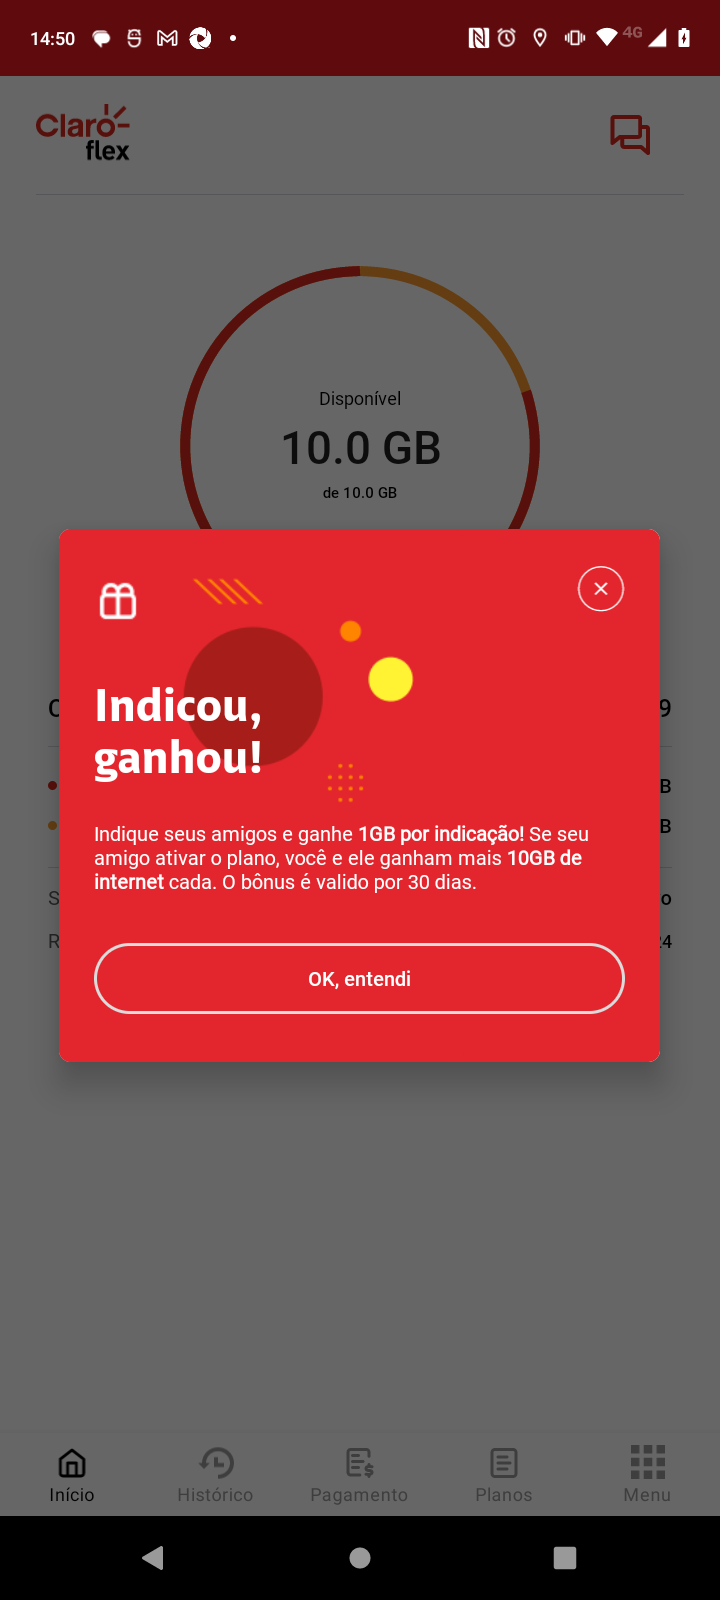 14:50
4G
Claro
flex
Disponível
10.0 GB
de 10.0 GB
Indicou,
ganhou!
Indique seus amigos e ganhe 1GB por indicação! Se seu
amigo ativar o plano, você e ele ganham mais 10GB de
internet cada. O bônus é valido por 30 dias.
OK, entendi
Início Histórico Pagamento Planos Menu